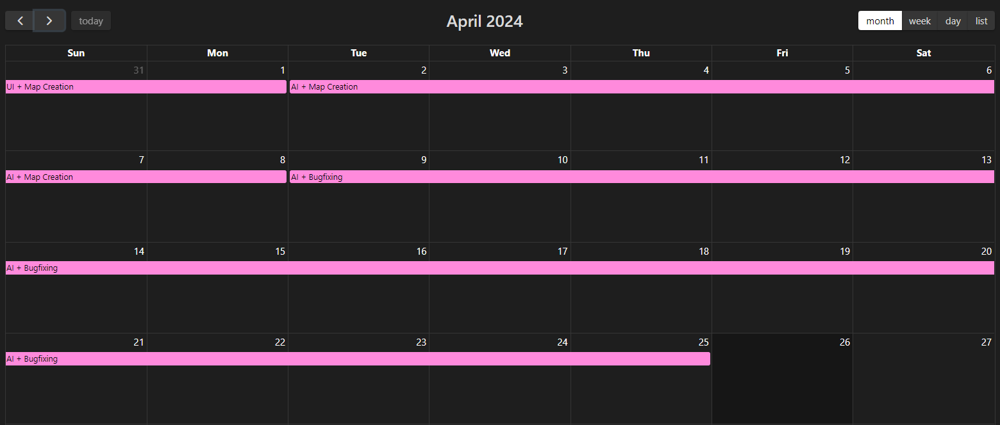 today
April 2024
month week day list
Sun Mon Tue Wed Thu Fri Sat
31 1 2 3 4 5 6
UI + Map Creation AI + Map Creation
7 8 9 10 11 12 13
AI + Map Creation AI + Bugfixing
14 15 16 17 18 19 20
AI + Bugfixing
21 22 23 24 25 26 27
AI + Bugfixing